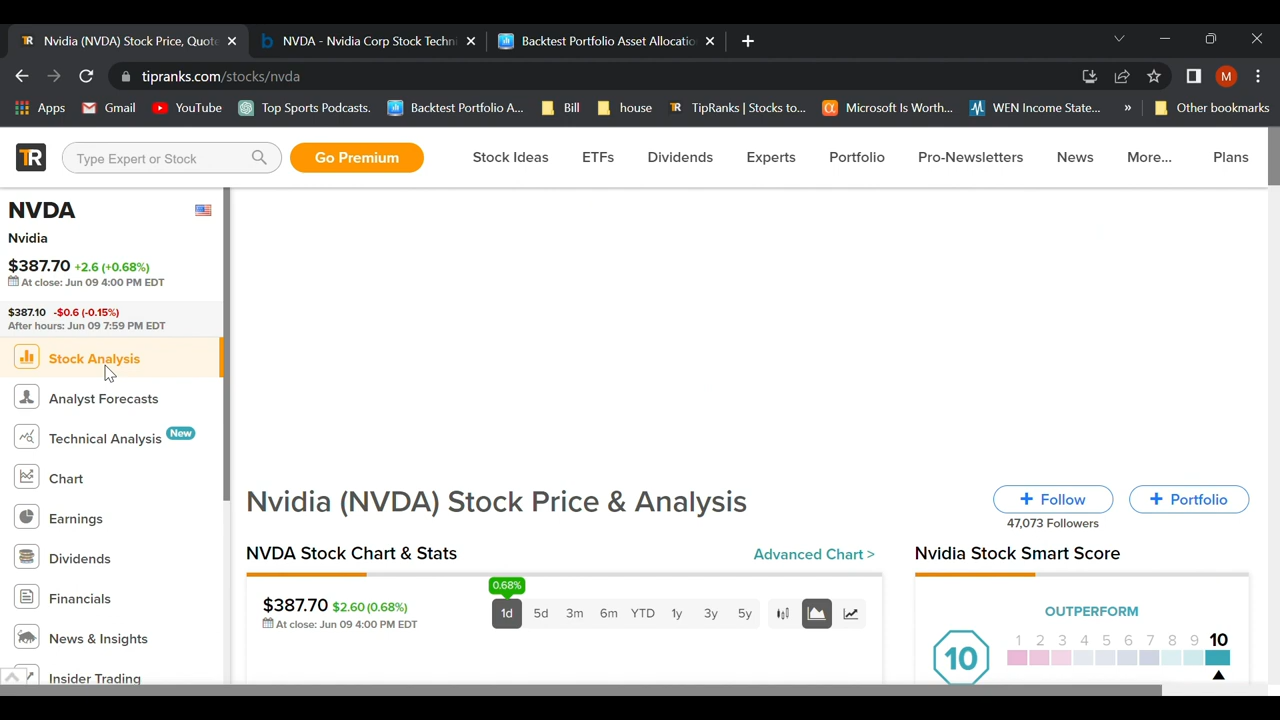 Nvidia (NVDA) Stock Price, Quote
NVDA - Nvidia Corp Stock Techni
Backtest Portfolio Asset Allocatio
tipranks.com/stocks/nvda
M
Apps
Gmail
YouTube
Top Sports Podcasts.
Backtest Portfolio A...
Bill
house
TipRanks | Stocks to...
Microsoft Is Worth...
WEN Income State...
»
Other bookmarks
TR
Type Expert or Stock
Go Premium
Stock Ideas
ETFs
Dividends
Experts
Portfolio
Pro-Newsletters
News
More...
Plans
NVDA
Nvidia
$387.70 +2.6 (+0.68%)
At close: Jun 09 4:00 PM EDT
$387.10 -$0.6 (-0.15%)
After hours: Jun 09 7:59 PM EDT
Stock Analysis
Analyst Forecasts
Technical Analysis New
Chart
Earnings
Dividends
Financials
News & Insights
Insider Trading
Nvidia (NVDA) Stock Price & Analysis
+ Follow
+ Portfolio
47,073 Followers
NVDA Stock Chart & Stats
Advanced Chart >
Nvidia Stock Smart Score
0.68%
$387.70 $2.60 (0.68%)
At close: Jun 09 4:00 PM EDT
1d 5d 3m 6m YTD 1y 3y 5y
OUTPERFORM
10
1 2 3 4 5 6 7 8 9 10